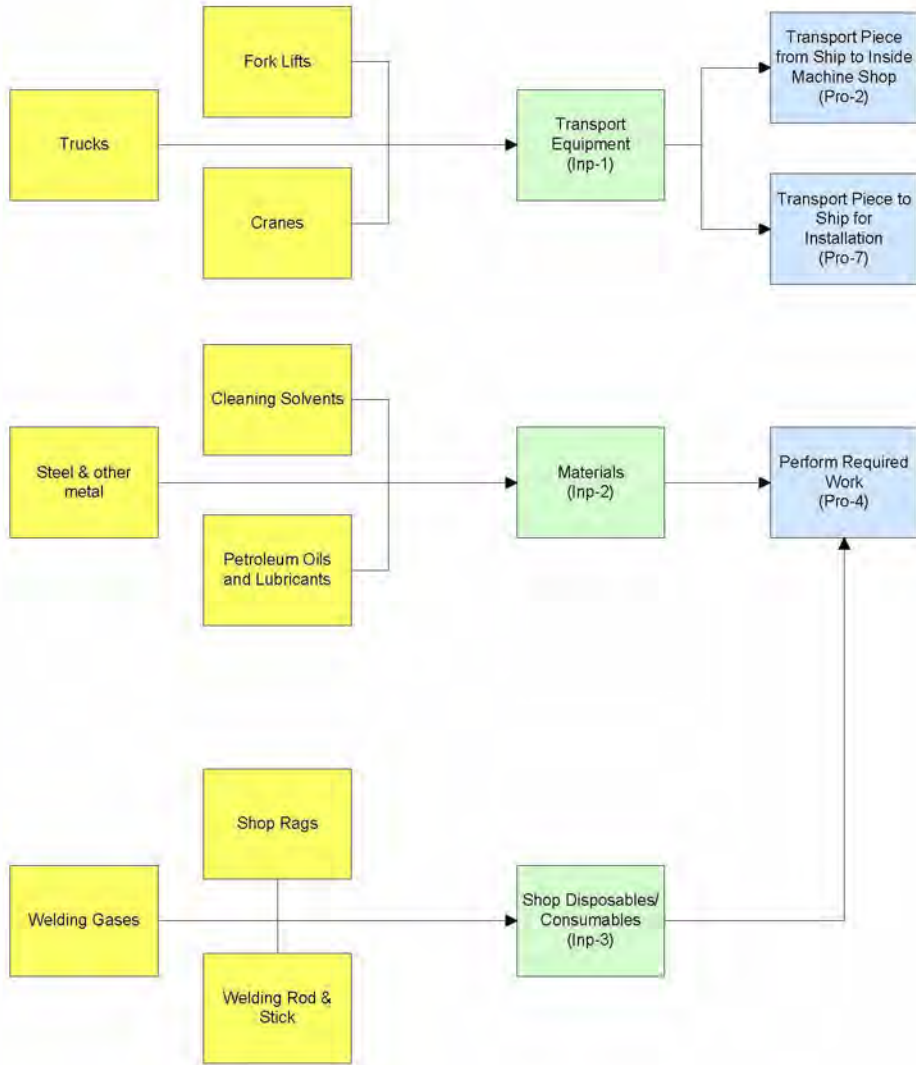 Fork Lifts
Transport Piece
from Ship to Inside
Machine Shop
(Pro-2)
Trucks
Transport
Equipment
(Inp-1)
Cranes
Transport Piece to
Ship for
Installation
(Pro-7)
Cleaning Solvents
Steel & other
metal
Materials
(Inp-2)
Perform Required
Work
(Pro-4)
Petroleum Oils
and Lubricants
Shop Rags
Welding Gases
Shop Disposables/
Consumables
(Inp-3)
Welding Rod &
Stick